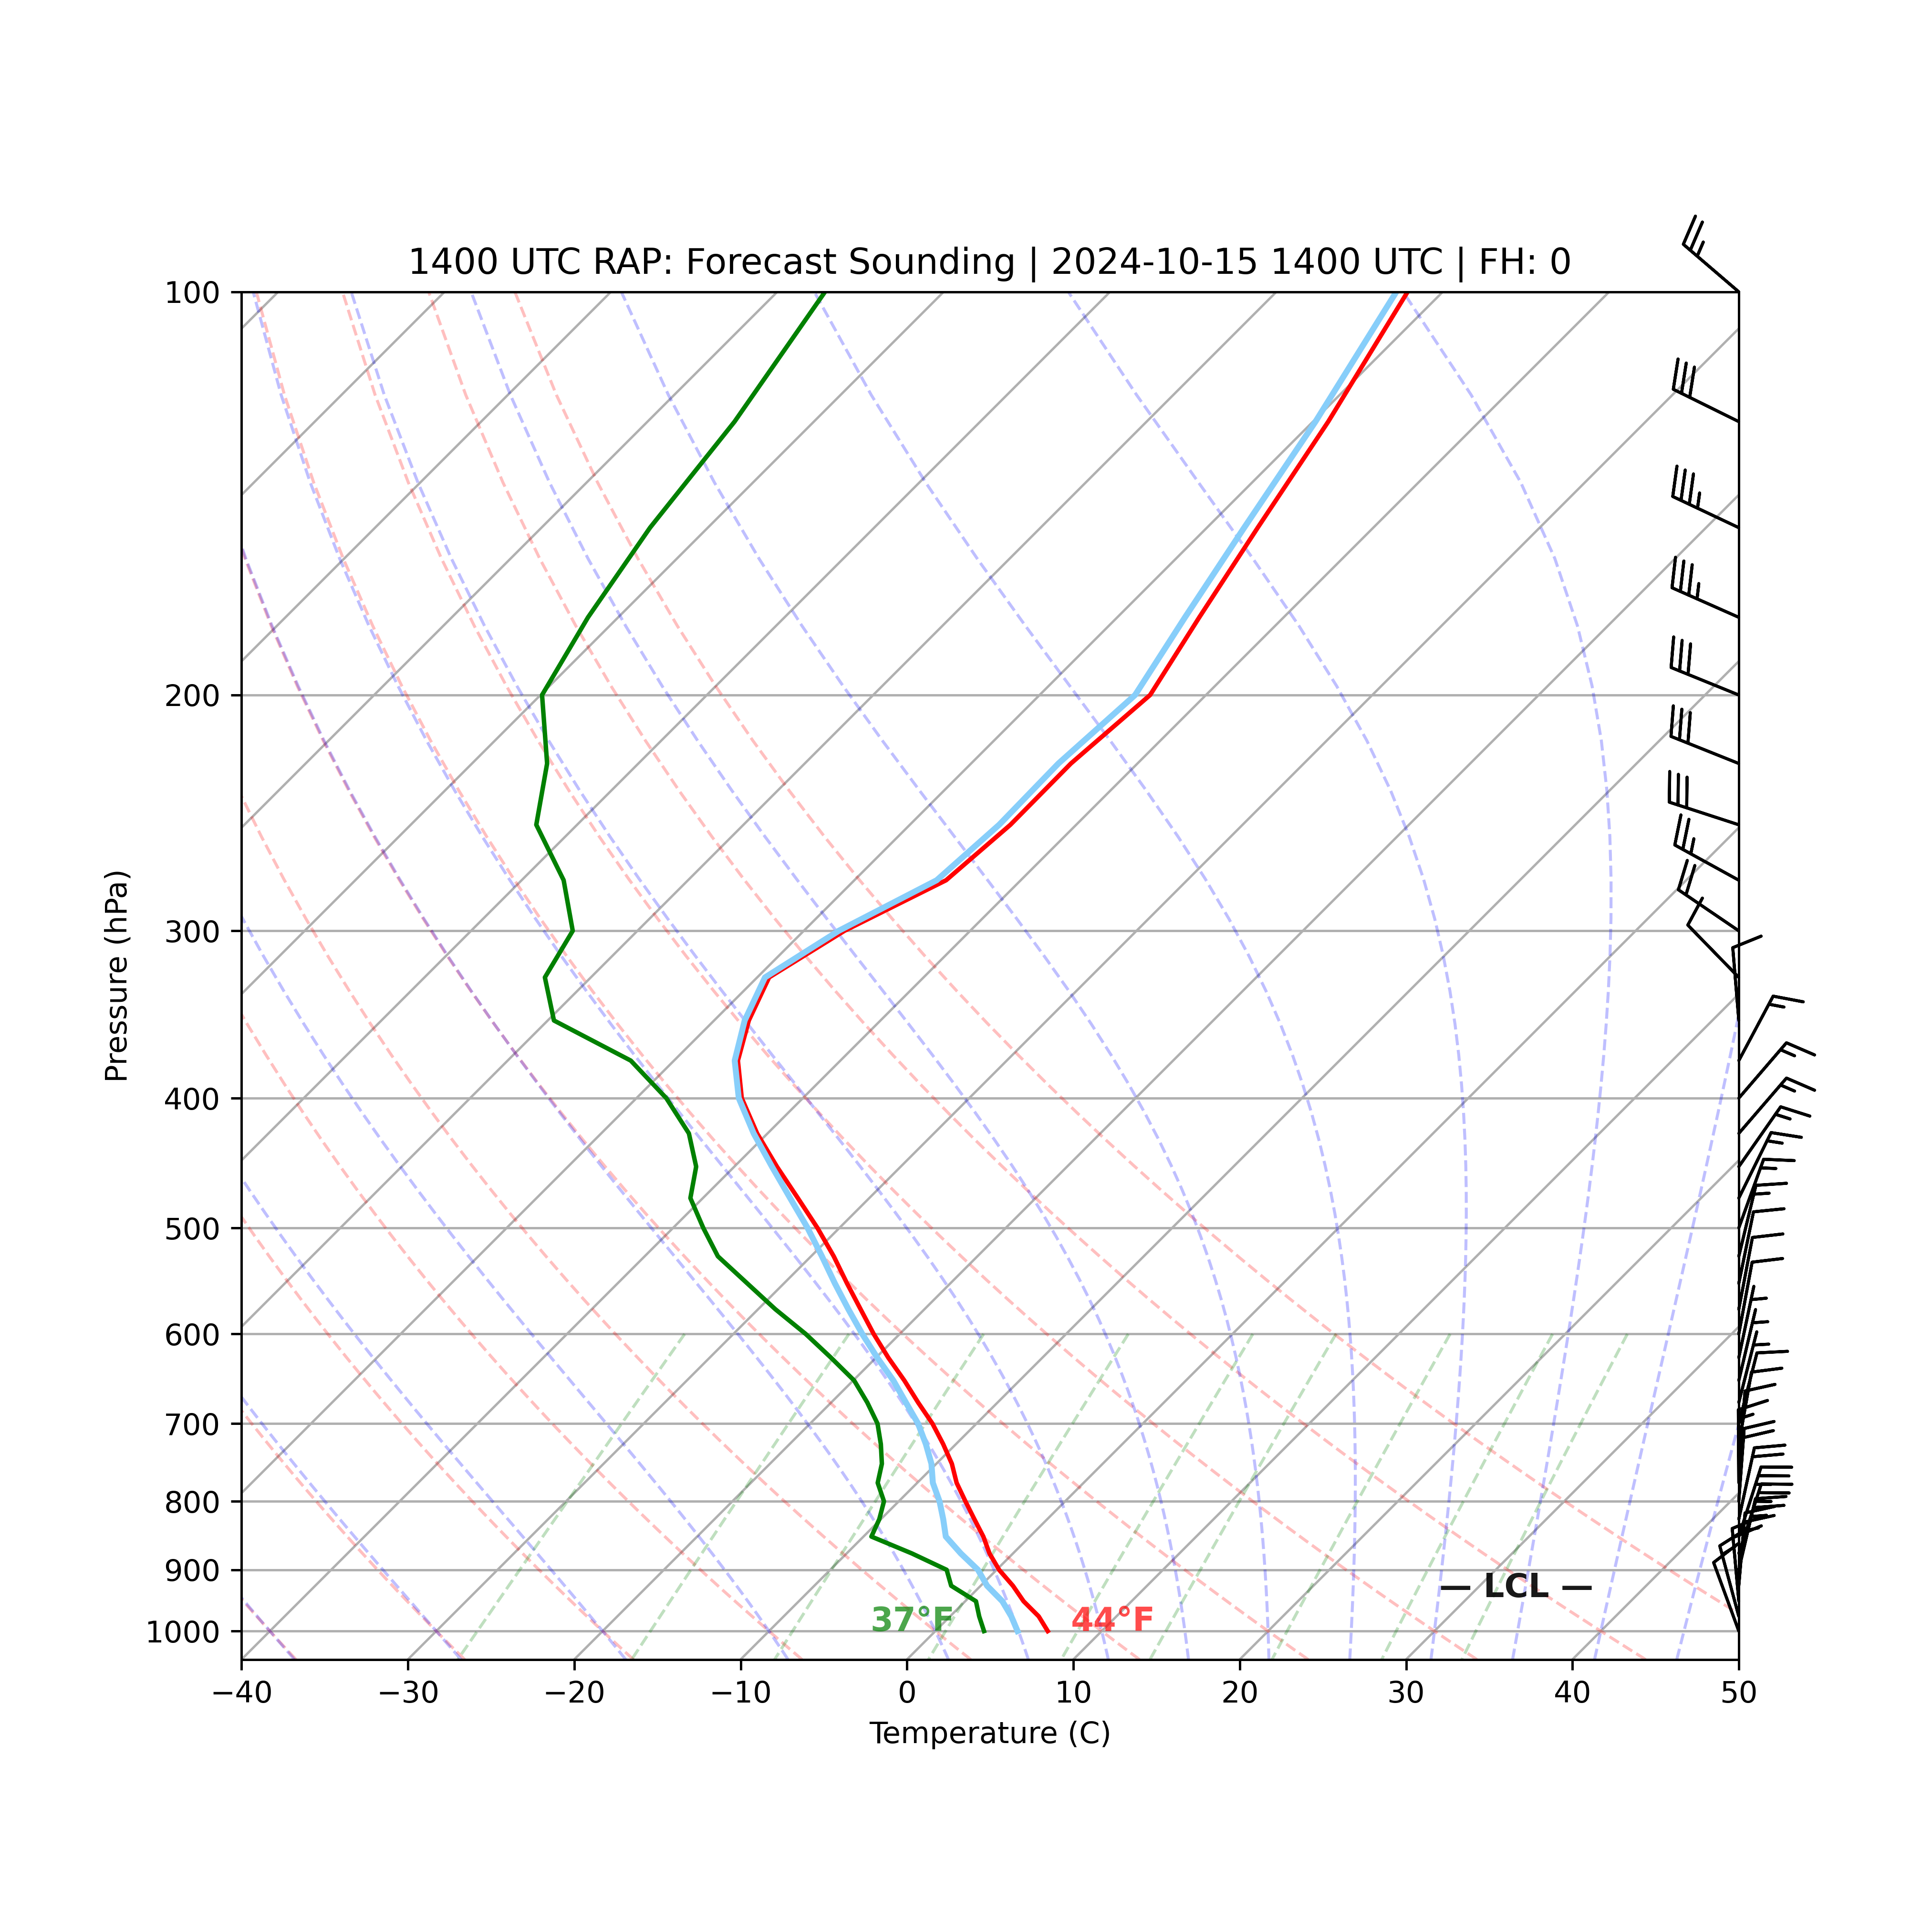 1400 UTC RAP: Forecast Sounding | 2024-10-15 1400 UTC | FH: 0
100
200
300
400
500
600
700
800
900
1000
Pressure (hPa)
— LCL —
37°F
44°F
−40 −30 −20 −10 0 10 20 30 40 50
Temperature (C)